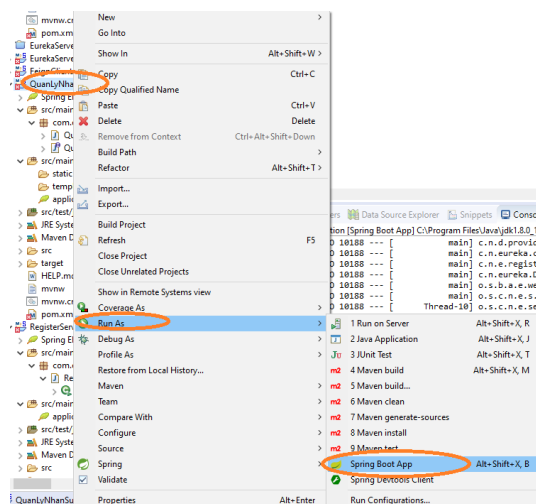 mvnw.c
pom.xm
EurekaServe
EurekaServe
FeignClient
QuanLyNhan
Spring El
src/main
com.
Qu
Qu
src/main
static
temp
applic
src/test/j
JRE Syste
Maven D
src
target
HELP.mc
mvnw
mvnw.c
pom.xm
RegisterServ
Spring El
src/main
com.
Re
src/main
applic
src/test/j
JRE Syste
Maven D
src
QuanLyNhanSu
New
Go Into
Show In Alt+Shift+W
Copy Ctrl+C
Copy Qualified Name
Paste Ctrl+V
Delete Delete
Remove from Context Ctrl+Alt+Shift+Down
Build Path
Refactor Alt+Shift+T
Import...
Export...
Build Project
Refresh F5
Close Project
Close Unrelated Projects
Show in Remote Systems view
Coverage As
Run As
Debug As
Profile As
Restore from Local History...
Maven
Team
Compare With
Configure
Source
Spring
Validate
Properties Alt+Enter
ers Data Source Explorer Snippets Conso
tion [Spring Boot App] C:\Program Files\Java\jdk1.8.0_1
O 10188 --- [ main] c.n.d.provid
O 10188 --- [ main] c.n.eureka.c
O 10188 --- [ main] c.n.e.regist
O 10188 --- [ main] c.n.eureka.D
O 10188 --- [ main] o.s.b.a.e.we
O 10188 --- [ main] o.s.c.n.e.s.
O 10188 --- [ Thread-10] o.s.c.n.e.se
1 Run on Server Alt+Shift+X, R
2 Java Application Alt+Shift+X, J
3 JUnit Test Alt+Shift+X, T
4 Maven build Alt+Shift+X, M
5 Maven build...
6 Maven clean
7 Maven generate-sources
8 Maven install
9 Maven test
Spring Boot App Alt+Shift+X, B
Spring Devtools Client
Run Configurations...